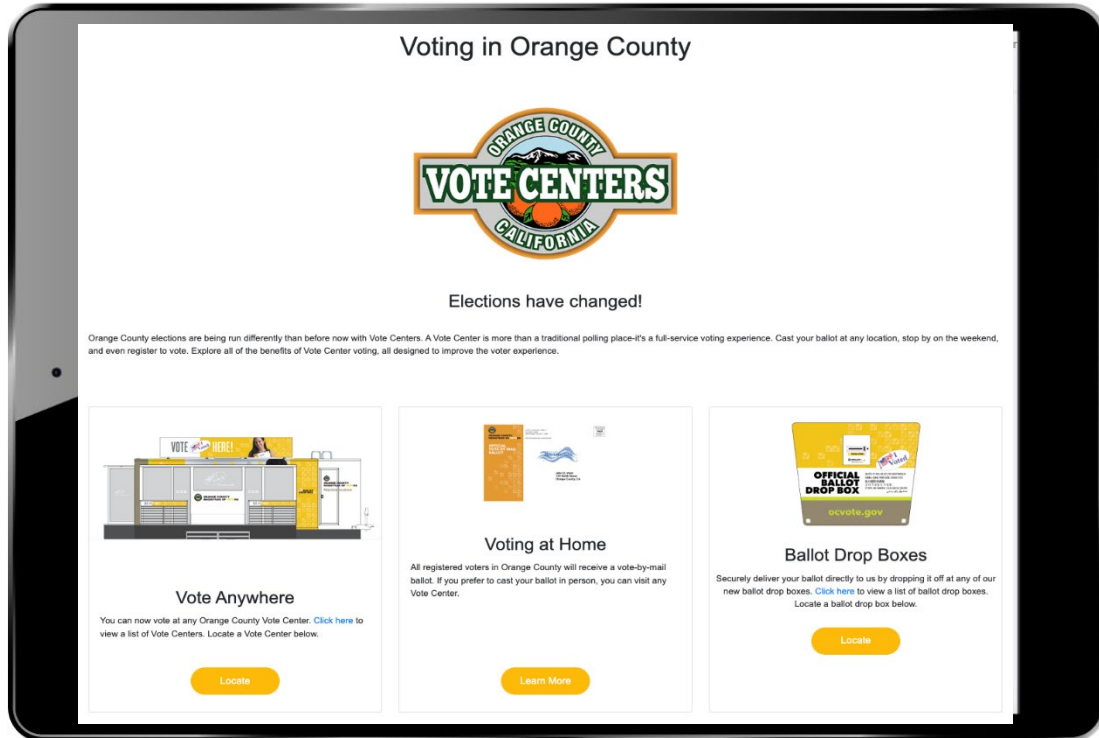 Voting in Orange County
ORANGE COUNTY
VOTE CENTERS
CALIFORNIA
Elections have changed!
Orange County elections are being run differently than before now with Vote Centers. A Vote Center is more than a traditional polling place-it's a full-service voting experience. Cast your ballot at any location, stop by on the weekend,
and even register to vote. Explore all of the benefits of Vote Center voting, all designed to improve the voter experience.
VOTE HERE!
Vote Anywhere
You can now vote at any Orange County Vote Center. Click here to
view a list of Vote Centers. Locate a Vote Center below.
Locate
OFFICIAL
VOTE-BY-MAIL
BALLOT
Voting at Home
All registered voters in Orange County will receive a vote-by-mail
ballot. If you prefer to cast your ballot in person, you can visit any
Vote Center.
Learn More
I Voted
OFFICIAL
BALLOT
DROP BOX
ocvote.gov
Ballot Drop Boxes
Securely deliver your ballot directly to us by dropping it off at any of our
new ballot drop boxes. Click here to view a list of ballot drop boxes.
Locate a ballot drop box below.
Locate